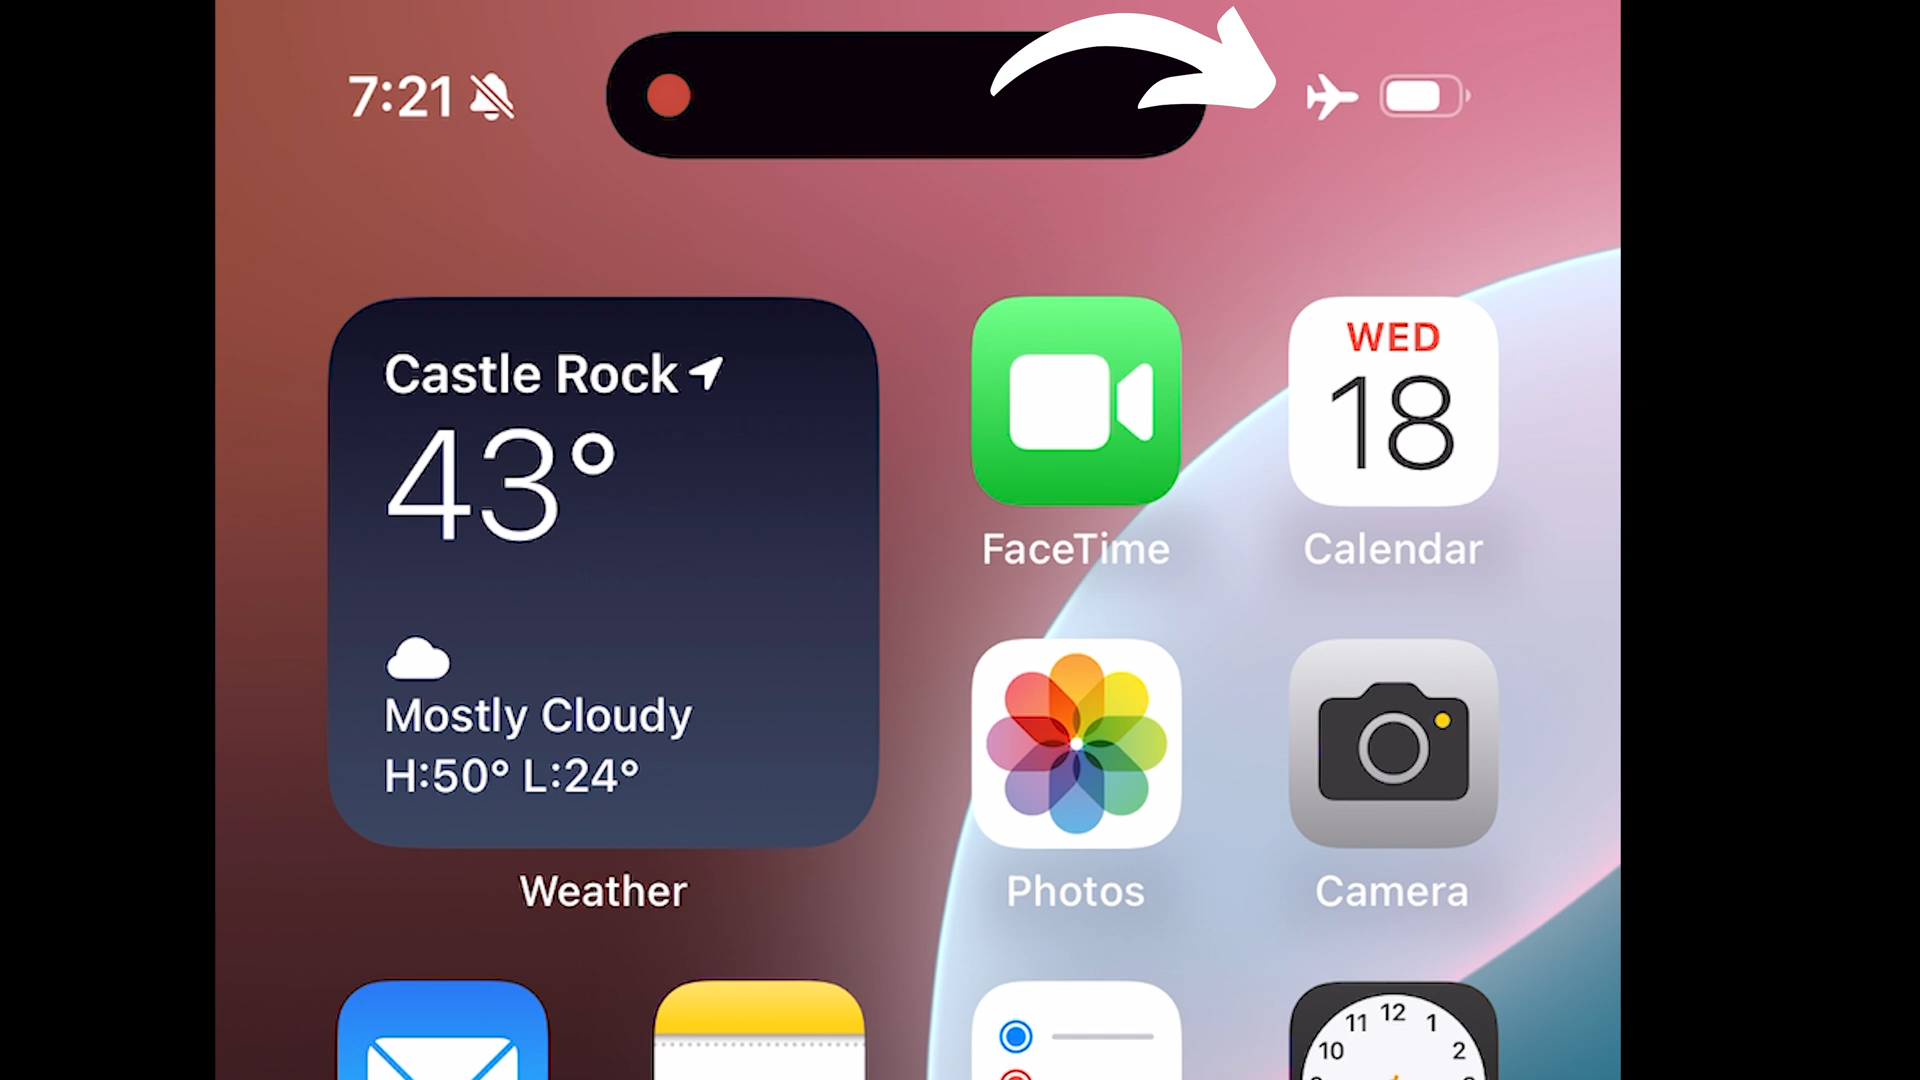 7:21
Castle Rock
43°
Mostly Cloudy
H:50° L:24°
Weather
FaceTime
WED
18
Calendar
Photos
Camera
11 12 1
10 2